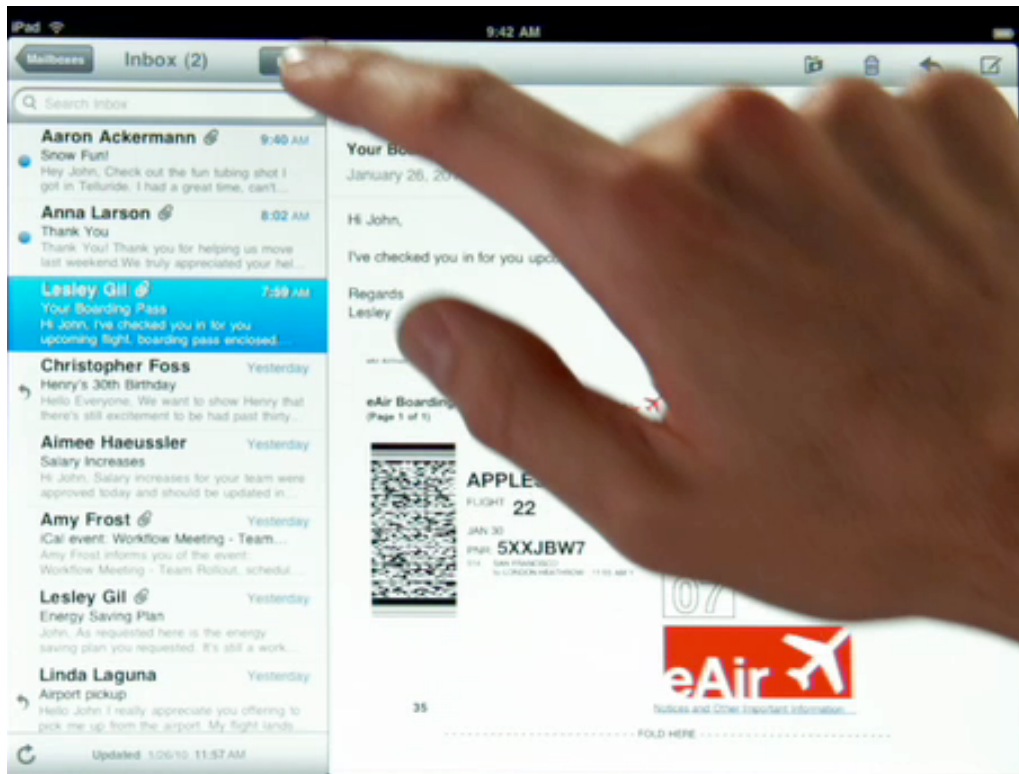 iPad
9:42 AM
Mailboxes
Inbox (2)
Search Inbox
Aaron Ackermann
9:40 AM
Snow Fun!
Hey John, Check out the fun tubing shot I
got in Telluride. I had a great time, can't...
Anna Larson
8:02 AM
Thank You
Thank You! Thank you for helping us move
last weekend.We truly appreciated your hel...
Lesley Gil
7:59 AM
Your Boarding Pass
Hi John, I've checked you in for you
upcoming flight, boarding pass enclosed....
Christopher Foss
Yesterday
Henry's 30th Birthday
Hello Everyone, We want to show Henry that
there's still excitement to be had past thirty...
Aimee Haeussler
Yesterday
Salary Increases
Hi John, Salary increases for your team were
approved today and should be updated in...
Amy Frost
Yesterday
iCal event: Workflow Meeting - Team...
Amy Frost informs you of the event:
Workflow Meeting - Team Rollout, schedul...
Lesley Gil
Yesterday
Energy Saving Plan
John, As requested here is the energy
saving plan you requested. It's still a work...
Linda Laguna
Yesterday
Airport pickup
Hello John I really appreciate you offering to
pick me up from the airport. My flight lands
Updated 1/26/10 11:57 AM
Your
January 26,
Hi John,
I've checked you in for you
Regards
Lesley
eAir Boarding
(Page 1 of 1)
FLIGHT 22
JAN 30
PNR 5XXJBW7
SAN FRANCISCO
to LONDON HEATHROW
07
eAir
35
Notices and Other Important Information
FOLD HERE